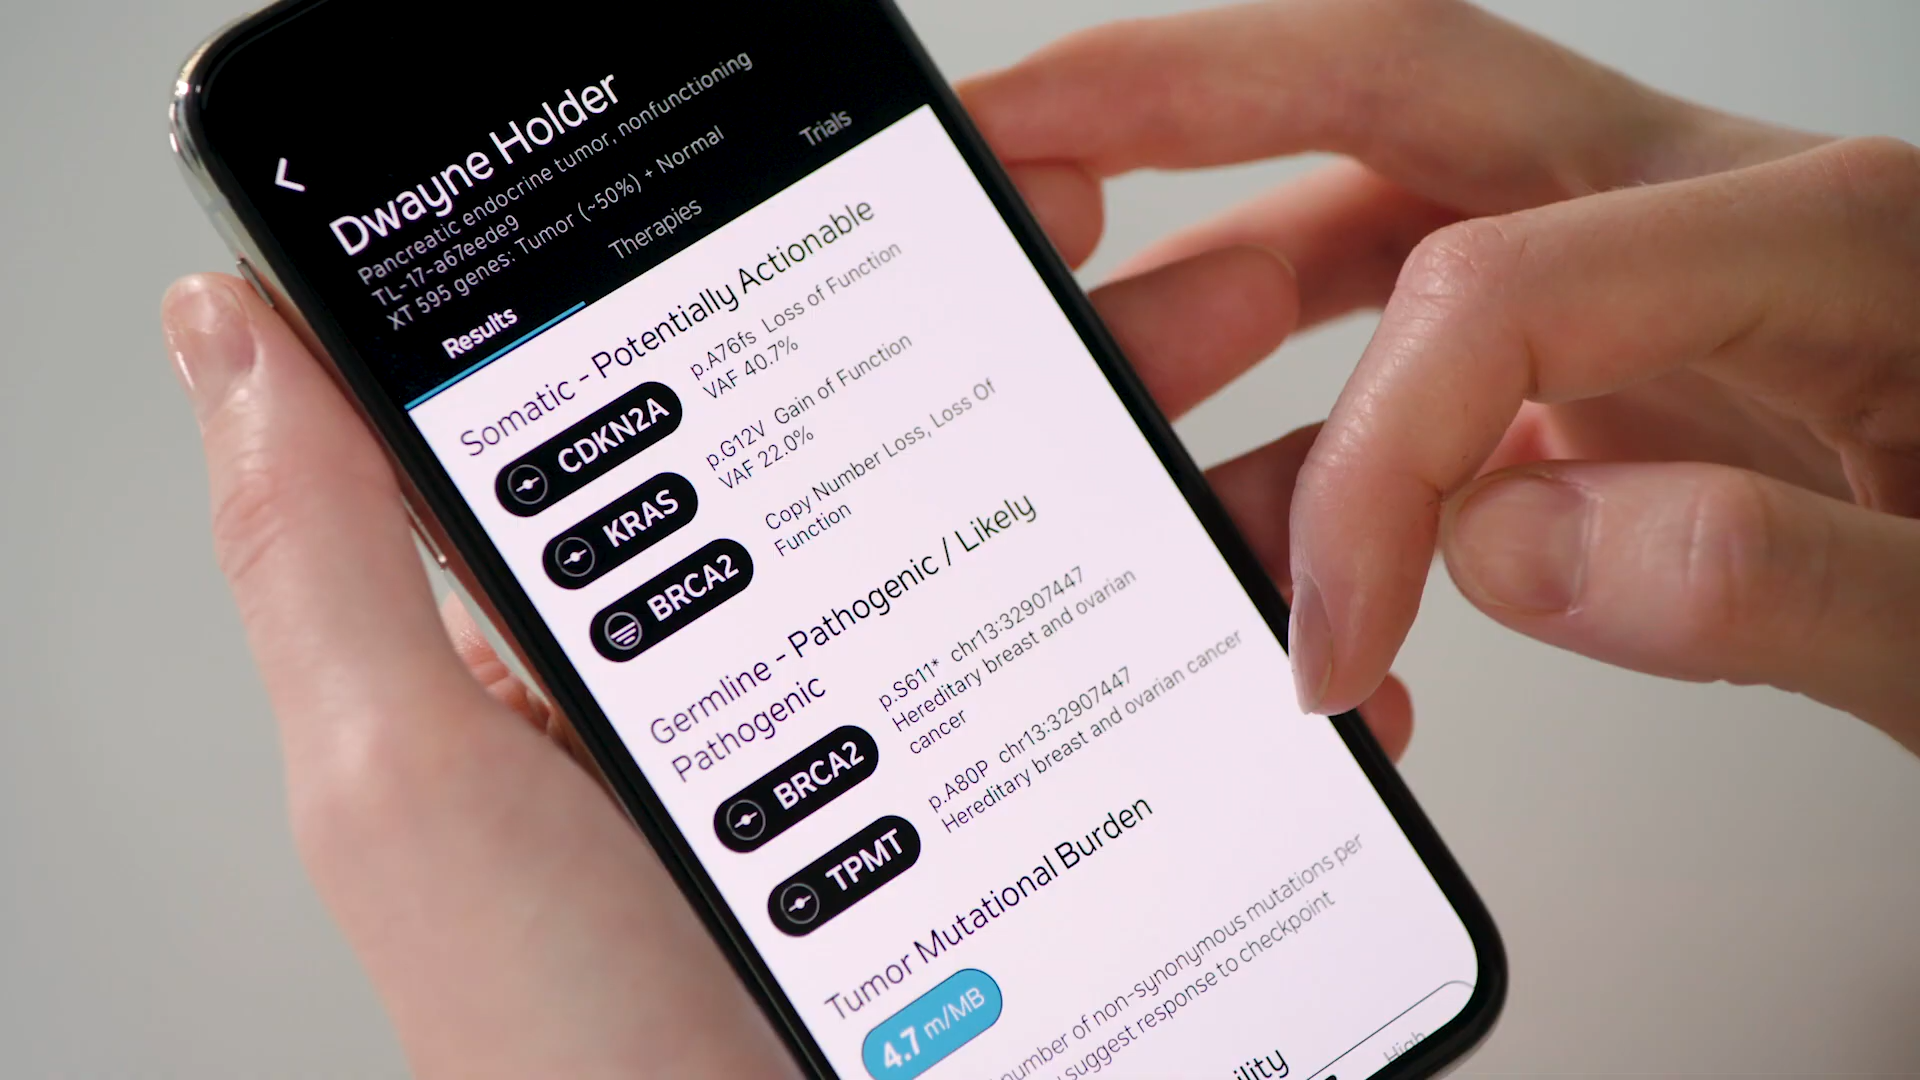 Dwayne Holder
Pancreatic endocrine tumor, nonfunctioning
TL-17-a67eede9
XT 595 genes: Tumor (~50%) + Normal
Results Therapies Trials
Somatic - Potentially Actionable
CDKN2A p.A76fs Loss of Function
VAF 40.7%
KRAS p.G12V Gain of Function
VAF 22.0%
BRCA2 Copy Number Loss, Loss Of
Function
Germline - Pathogenic / Likely
Pathogenic
BRCA2 p.S611* chr13:32907447
Hereditary breast and ovarian
cancer
TPMT p.A80P chr13:32907447
Hereditary breast and ovarian cancer
Tumor Mutational Burden
4.7 m/MB
number of non-synonymous mutations per
suggest response to checkpoint
High